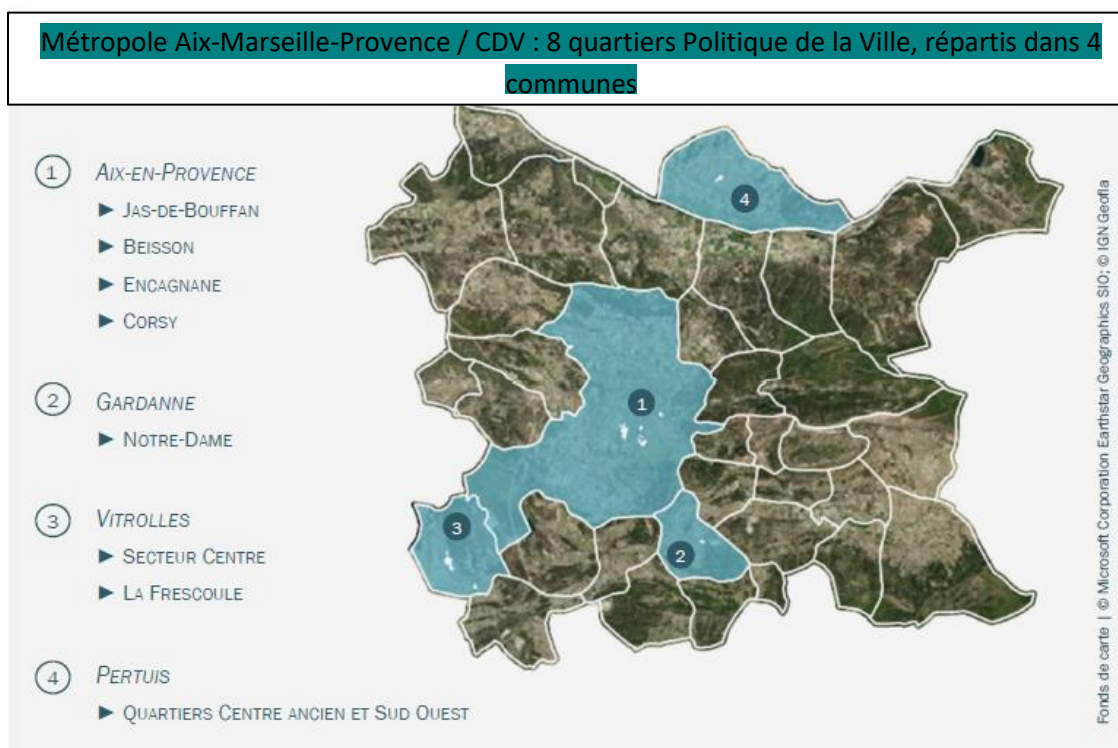 Métropole Aix-Marseille-Provence / CDV : 8 quartiers Politique de la Ville, répartis dans 4
communes
1 AIX-EN-PROVENCE
► JAS-DE-BOUFFAN
► BEISSON
► ENCAGNANE
► CORSY
2 GARDANNE
► NOTRE-DAME
3 VITROLLES
► SECTEUR CENTRE
► LA FRESCOULE
4 PERTUIS
► QUARTIERS CENTRE ANCIEN ET SUD OUEST
4
1
3
2
Fonds de carte | © Microsoft Corporation Earthstar Geographics SIO; © IGN Geofla